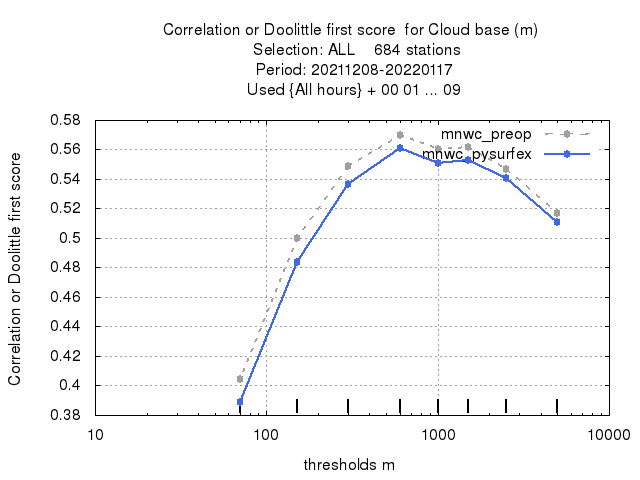 Correlation or Doolittle first score  for Cloud base (m)
Selection: ALL    684 stations
Period: 20211208-20220117
Used {All hours} + 00 01 ... 09
Correlation or Doolittle first score
0.58
0.56
0.54
0.52
0.5
0.48
0.46
0.44
0.42
0.4
0.38
mnwc_preop
mnwc_pysurfex
10
100
1000
10000
thresholds m